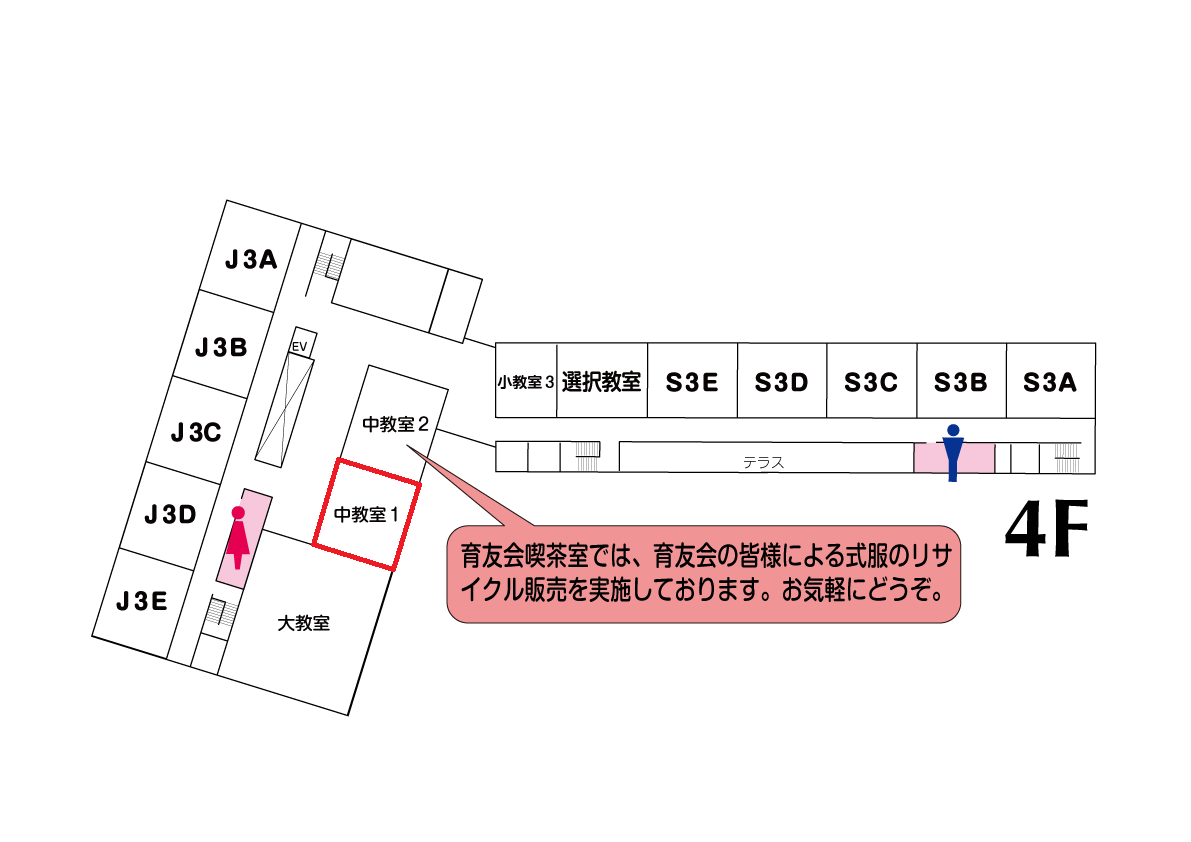 J3A
J3B
EV
小教室3
選択教室
S3E
S3D
S3C
S3B
S3A
J3C
中教室2
テラス
J3D
中教室1
4F
育友会喫茶室では、育友会の皆様による式服のリサ
イクル販売を実施しております。お気軽にどうぞ。
J3E
大教室